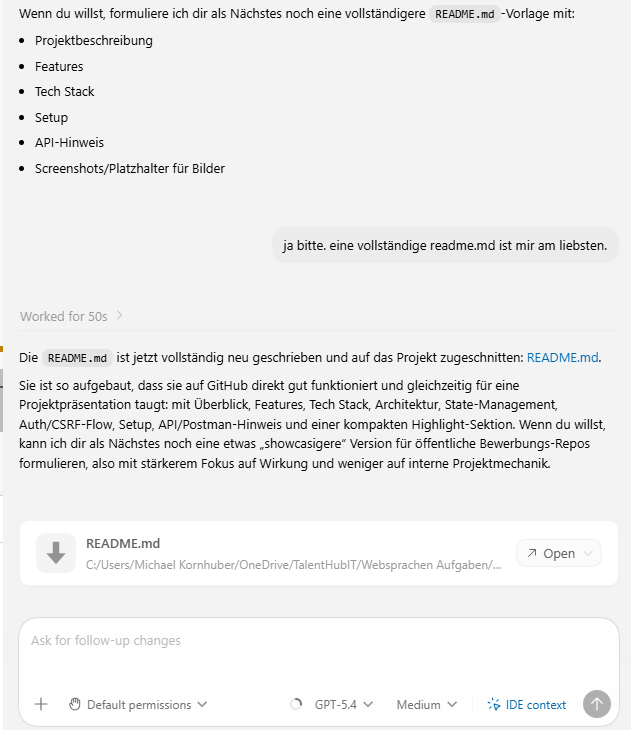 Wenn du willst, formuliere ich dir als Nächstes noch eine vollständigere README.md -Vorlage mit:
Projektbeschreibung
Features
Tech Stack
Setup
API-Hinweis
Screenshots/Platzhalter für Bilder
ja bitte. eine vollständige readme.md ist mir am liebsten.
Worked for 50s
Die README.md ist jetzt vollständig neu geschrieben und auf das Projekt zugeschnitten: README.md.
Sie ist so aufgebaut, dass sie auf GitHub direkt gut funktioniert und gleichzeitig für eine
Projektpräsentation taugt: mit Überblick, Features, Tech Stack, Architektur, State-Management,
Auth/CSRF-Flow, Setup, API/Postman-Hinweis und einer kompakten Highlight-Sektion. Wenn du willst,
kann ich dir als Nächstes noch eine etwas „showcasigere“ Version für öffentliche Bewerbungs-Repos
formulieren, also mit stärkerem Fokus auf Wirkung und weniger auf interne Projektmechanik.
README.md
C:/Users/Michael Kornhuber/OneDrive/TalentHubIT/Websprachen Aufgaben/...
Open
Ask for follow-up changes
Default permissions
GPT-5.4
Medium
IDE context